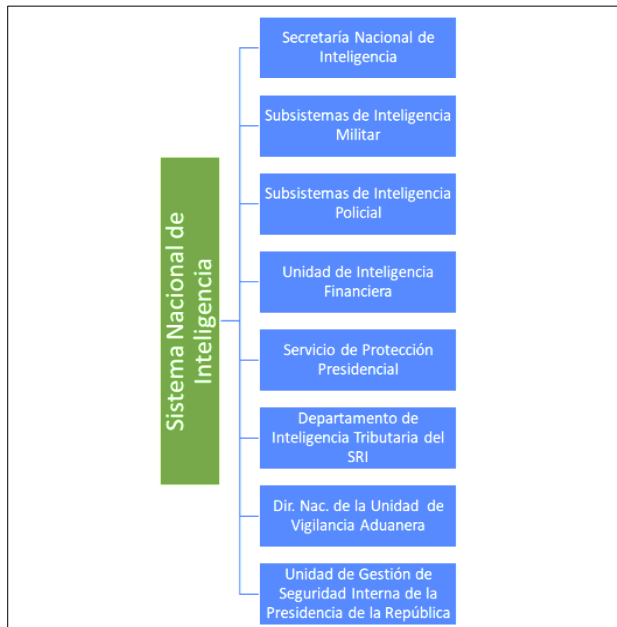 Sistema Nacional de
Inteligencia
Secretaría Nacional de
Inteligencia
Subsistemas de Inteligencia
Militar
Subsistemas de Inteligencia
Policial
Unidad de Inteligencia
Financiera
Servicio de Protección
Presidencial
Departamento de
Inteligencia Tributaria del
SRI
Dir. Nac. de la Unidad de
Vigilancia Aduanera
Unidad de Gestión de
Seguridad Interna de la
Presidencia de la República